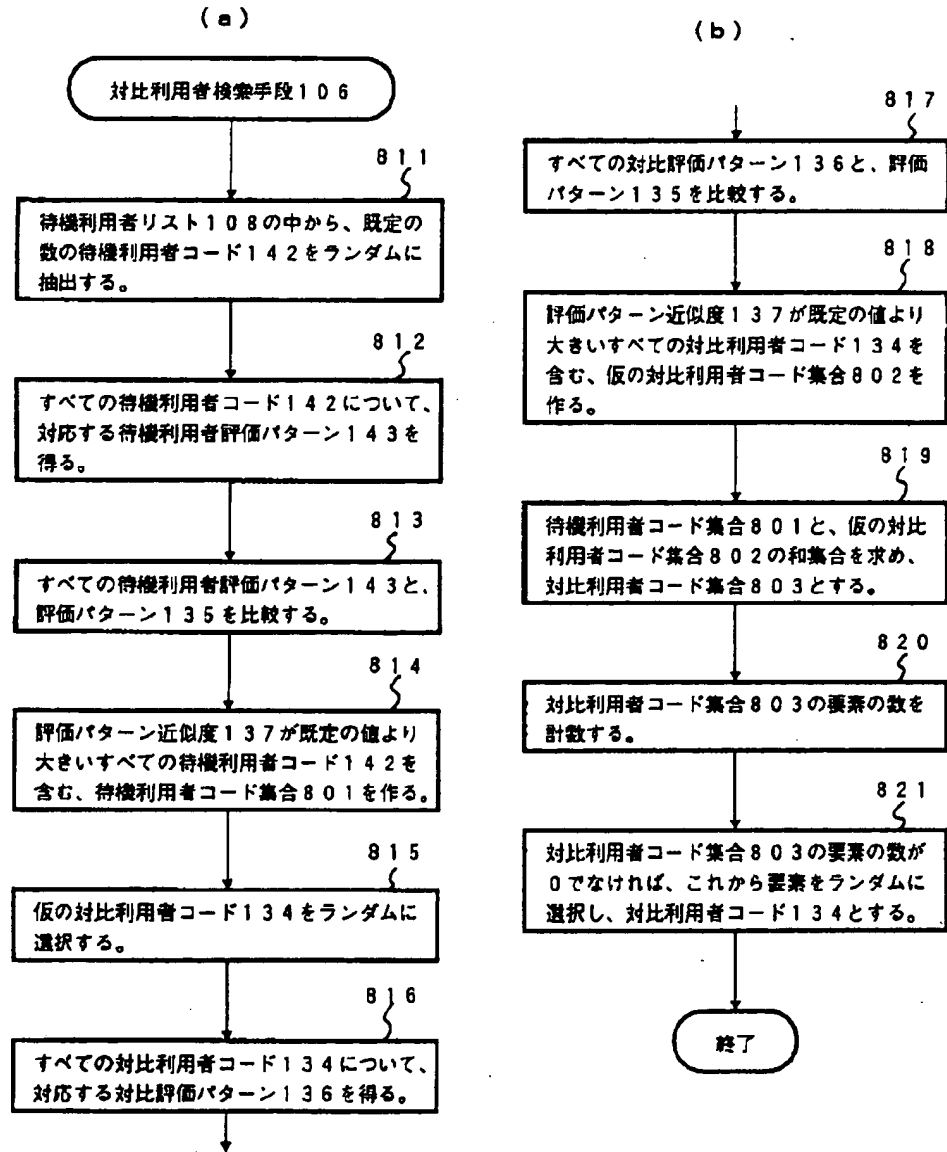 (a)
対比利用者検索手段106
811
待機利用者リスト108の中から、既定の
数の待機利用者コード142をランダムに
抽出する。
812
すべての待機利用者コード142について、
対応する待機利用者評価パターン143を
得る。
813
すべての待機利用者評価パターン143と、
評価パターン135を比較する。
814
評価パターン近似度137が既定の値より
大きいすべての待機利用者コード142を
含む、待機利用者コード集合801を作る。
815
仮の対比利用者コード134をランダムに
選択する。
816
すべての対比利用者コード134について、
対応する対比評価パターン136を得る。
(b)
817
すべての対比評価パターン136と、評価
パターン135を比較する。
818
評価パターン近似度137が既定の値より
大きいすべての対比利用者コード134を
含む、仮の対比利用者コード集合802を
作る。
819
待機利用者コード集合801と、仮の対比
利用者コード集合802の和集合を求め、
対比利用者コード集合803とする。
820
対比利用者コード集合803の要素の数を
計数する。
821
対比利用者コード集合803の要素の数が
0でなければ、これから要素をランダムに
選択し、対比利用者コード134とする。
終了